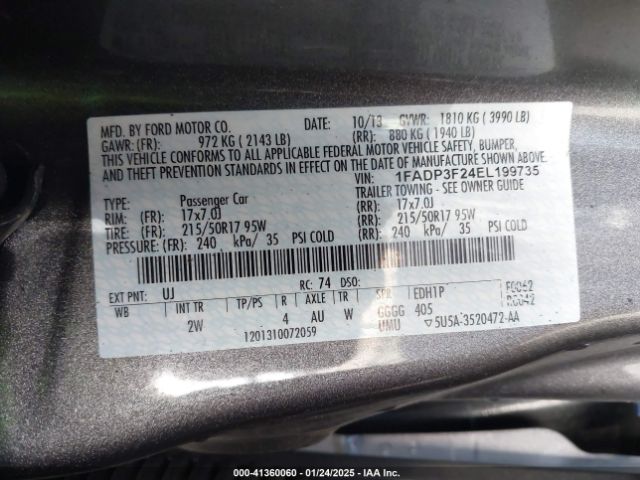 MFD. BY FORD MOTOR CO. DATE: 10/13 GVWR: 1810 KG ( 3990 LB)
GAWR: (FR): 972 KG ( 2143 LB) (RR): 880 KG ( 1940 LB)
THIS VEHICLE CONFORMS TO ALL APPLICABLE FEDERAL MOTOR VEHICLE SAFETY, BUMPER,
AND THEFT PREVENTION STANDARDS IN EFFECT ON THE DATE OF MANUFACTURE SHOWN ABOVE.
VIN: 1FADP3F24EL199735
TYPE: Passenger Car TRAILER TOWING - SEE OWNER GUIDE
RIM: (FR): 17x7.0J (RR): 17x7.0J
TIRE: (FR): 215/50R17 95W (RR): 215/50R17 95W
PRESSURE: (FR): 240 kPa/ 35 PSI COLD (RR): 240 kPa/ 35 PSI COLD
EXT PNT: UJ RC: 74 DSO: F0062
WB INT TR TP/PS R AXLE TR SPR EDH1P R0042
2W 4 AU W GGGG 405
1201310072059 UMU ▽5U5A-3520472-AA
000-41360060 - 01/24/2025 - IAA Inc.